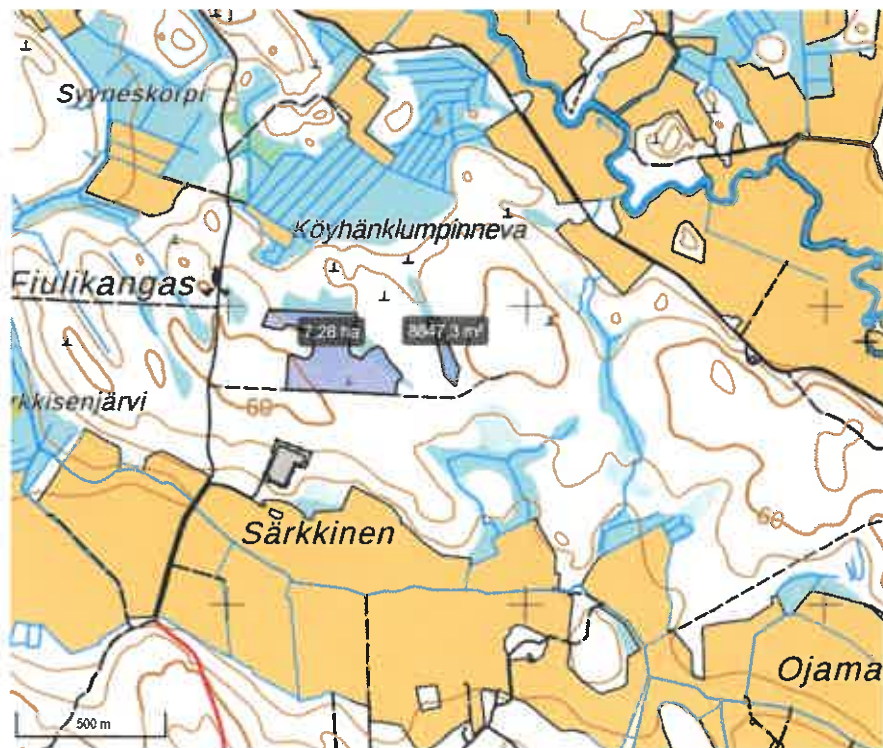 Syyneskorpi
Köyhänklumpinneva
Fiulikangas
7,28 ha
8847,3 m²
rkkisenjärvi
60
Särkkinen
60
Ojama
500 m